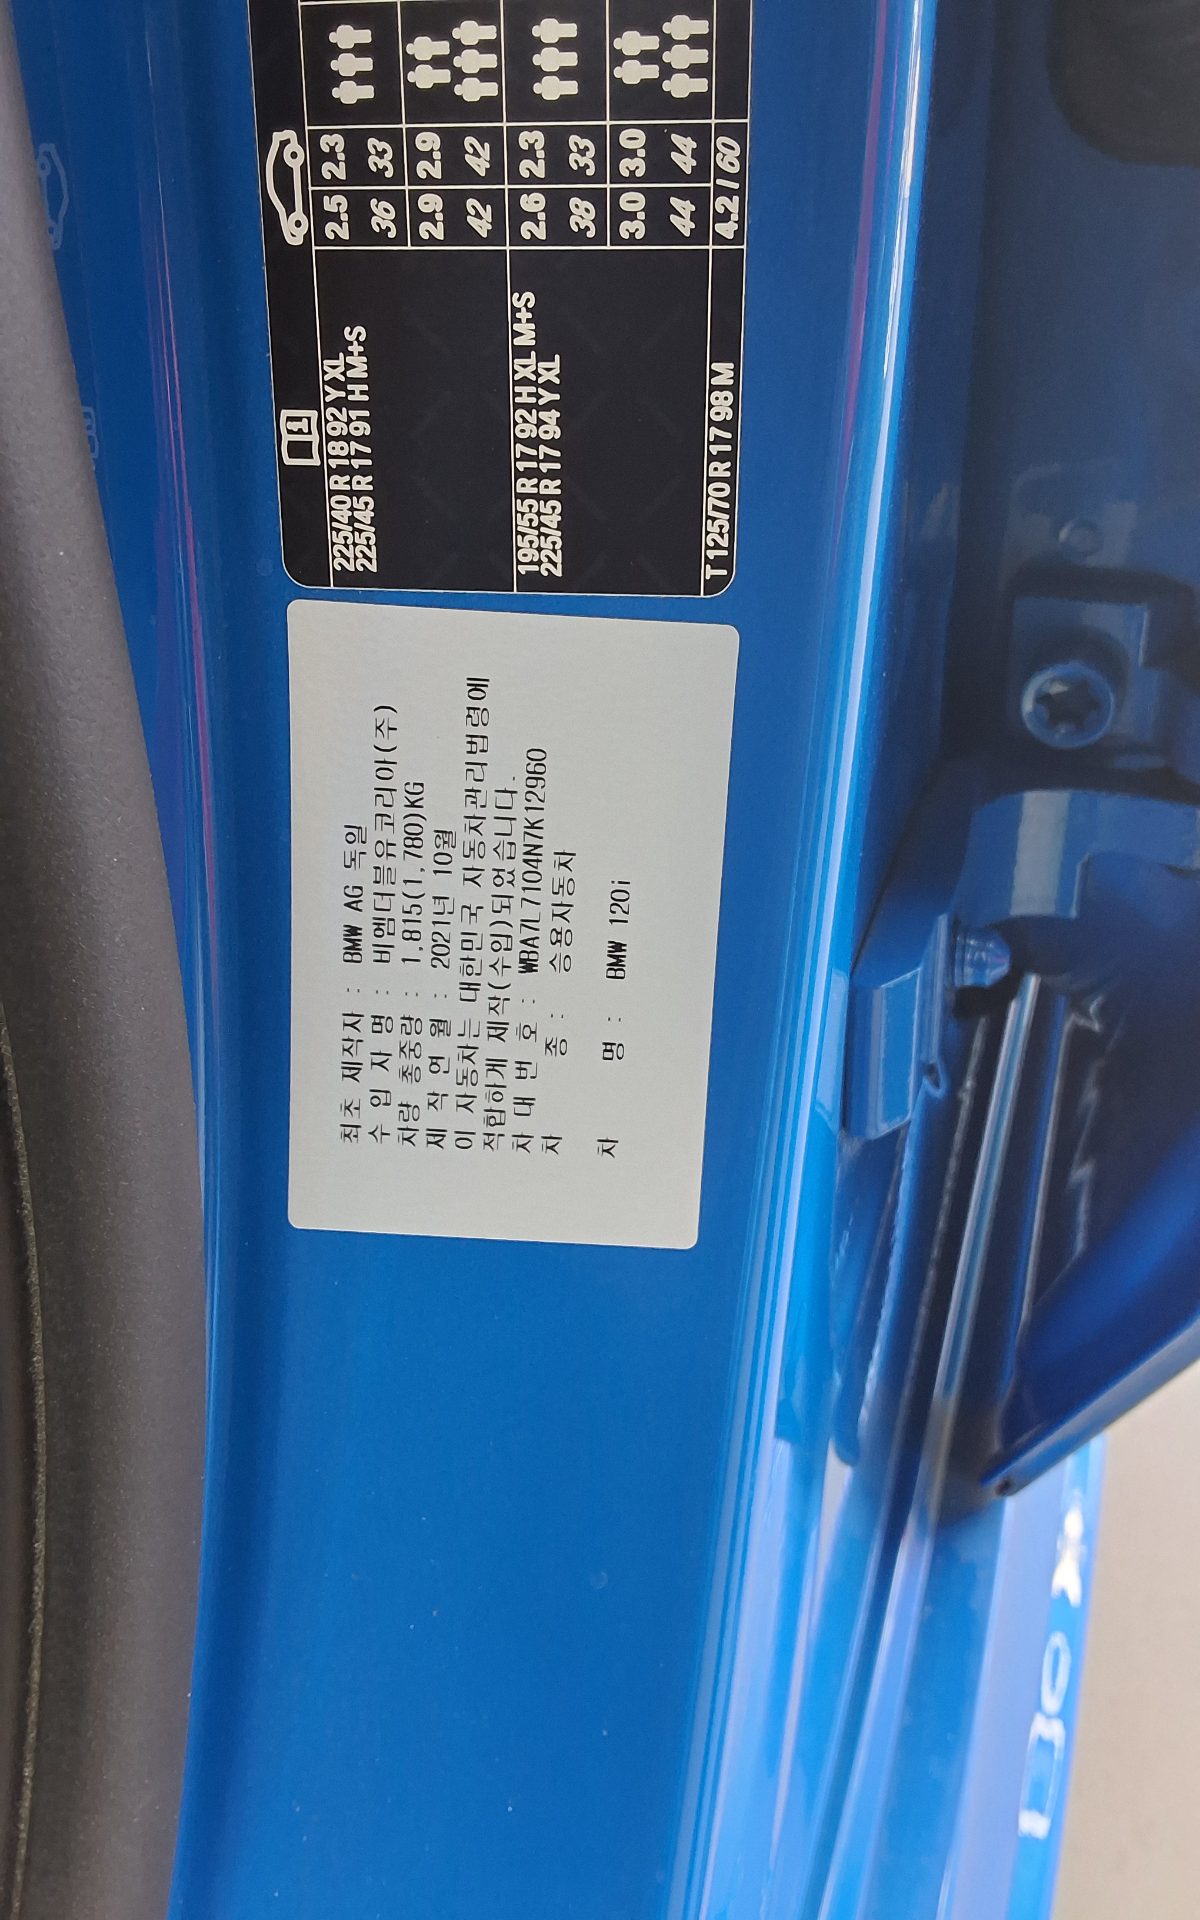 최초 제작자 : BMW AG 독일
수 입 자 명 : 비엠더블유코리아(주)
차량 총중량 : 1,815(1,780)KG
제 작 연 월 : 2021년 10월
이 자동차는 대한민국 자동차관리법령에
적합하게 제작(수입)되었습니다.
차 대 번 호 : WBA7L7104N7K12960
차 종 : 승용자동차
차 명 : BMW 120i
1
225/40 R 18 92 Y XL 2.5 2.3
225/45 R 17 91 H M+S 36 33
2.9 2.9
42 42
195/55 R 17 92 H XL M+S 2.6 2.3
225/45 R 17 94 Y XL 38 33
3.0 3.0
44 44
T 125/70 R 17 98 M 4.2 / 60